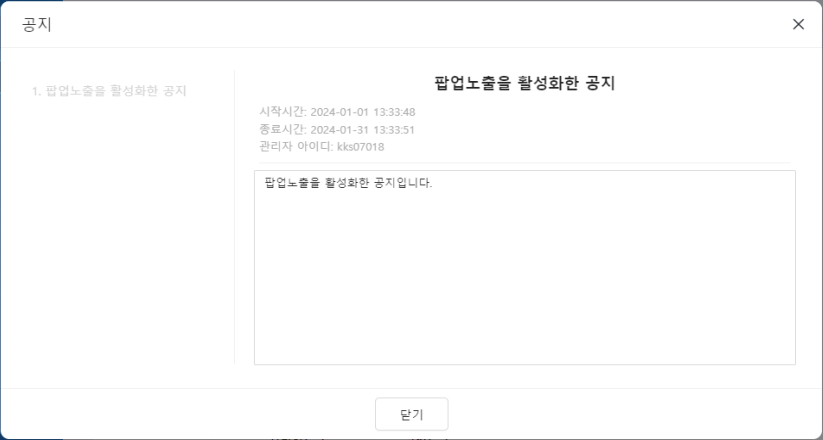 공지
1. 팝업노출을 활성화한 공지
팝업노출을 활성화한 공지
시작시간: 2024-01-01 13:33:48
종료시간: 2024-01-31 13:33:51
관리자 아이디: kks07018
팝업노출을 활성화한 공지입니다.
닫기